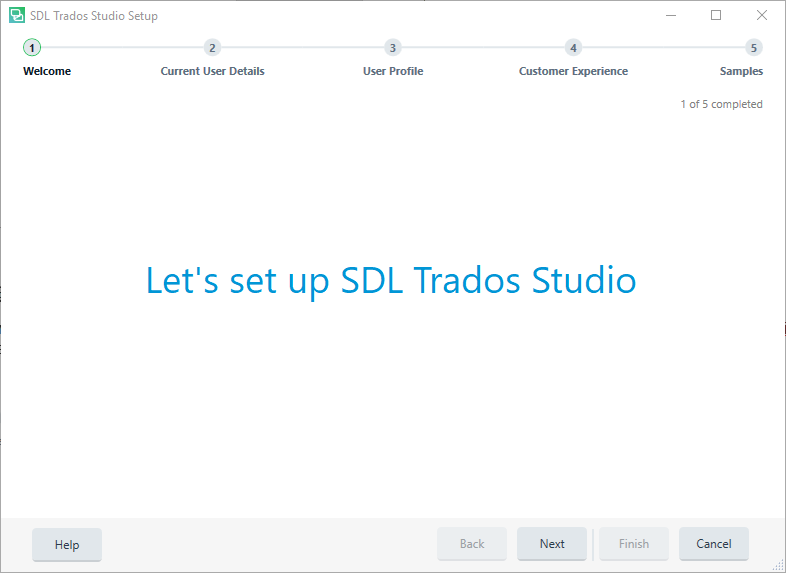 SDL Trados Studio Setup
1 2 3 4 5
Welcome Current User Details User Profile Customer Experience Samples
1 of 5 completed
Let's set up SDL Trados Studio
Help Back Next Finish Cancel